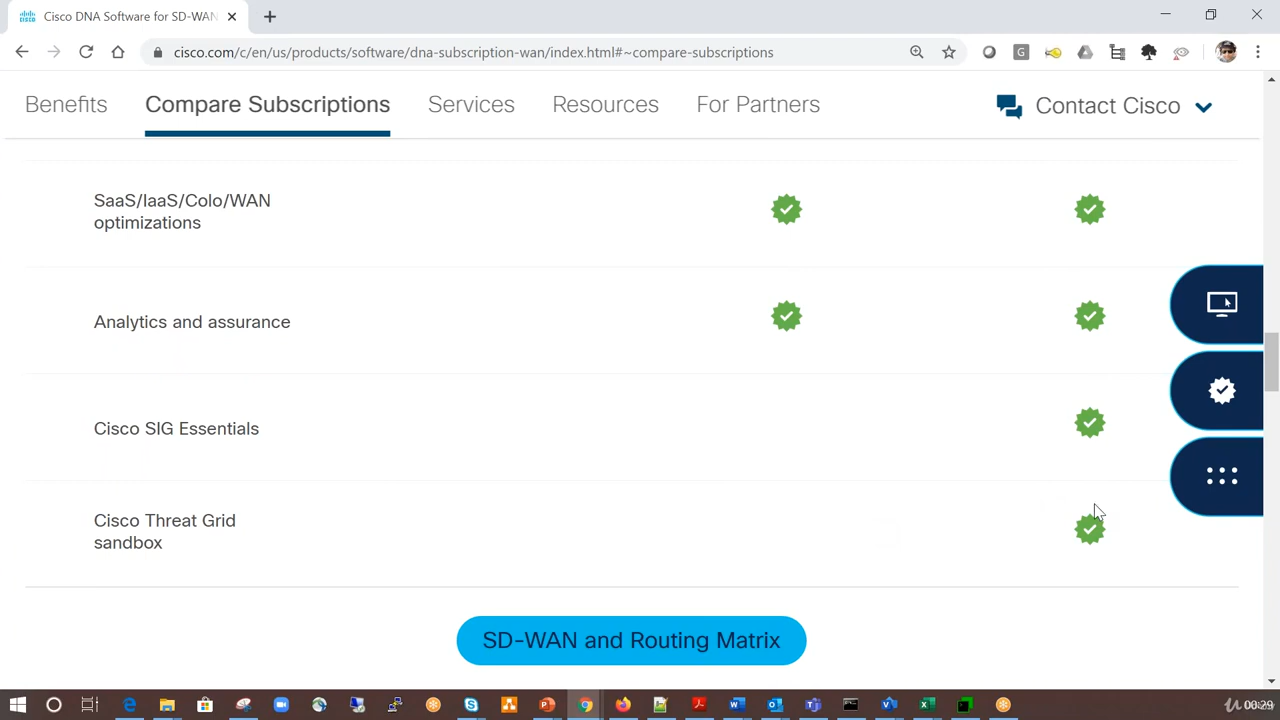 Cisco DNA Software for SD-WAN
cisco.com/c/en/us/products/software/dna-subscription-wan/index.html#~compare-subscriptions
Benefits
Compare Subscriptions
Services
Resources
For Partners
Contact Cisco
SaaS/IaaS/Colo/WAN
optimizations
Analytics and assurance
Cisco SIG Essentials
Cisco Threat Grid
sandbox
SD-WAN and Routing Matrix
00:29